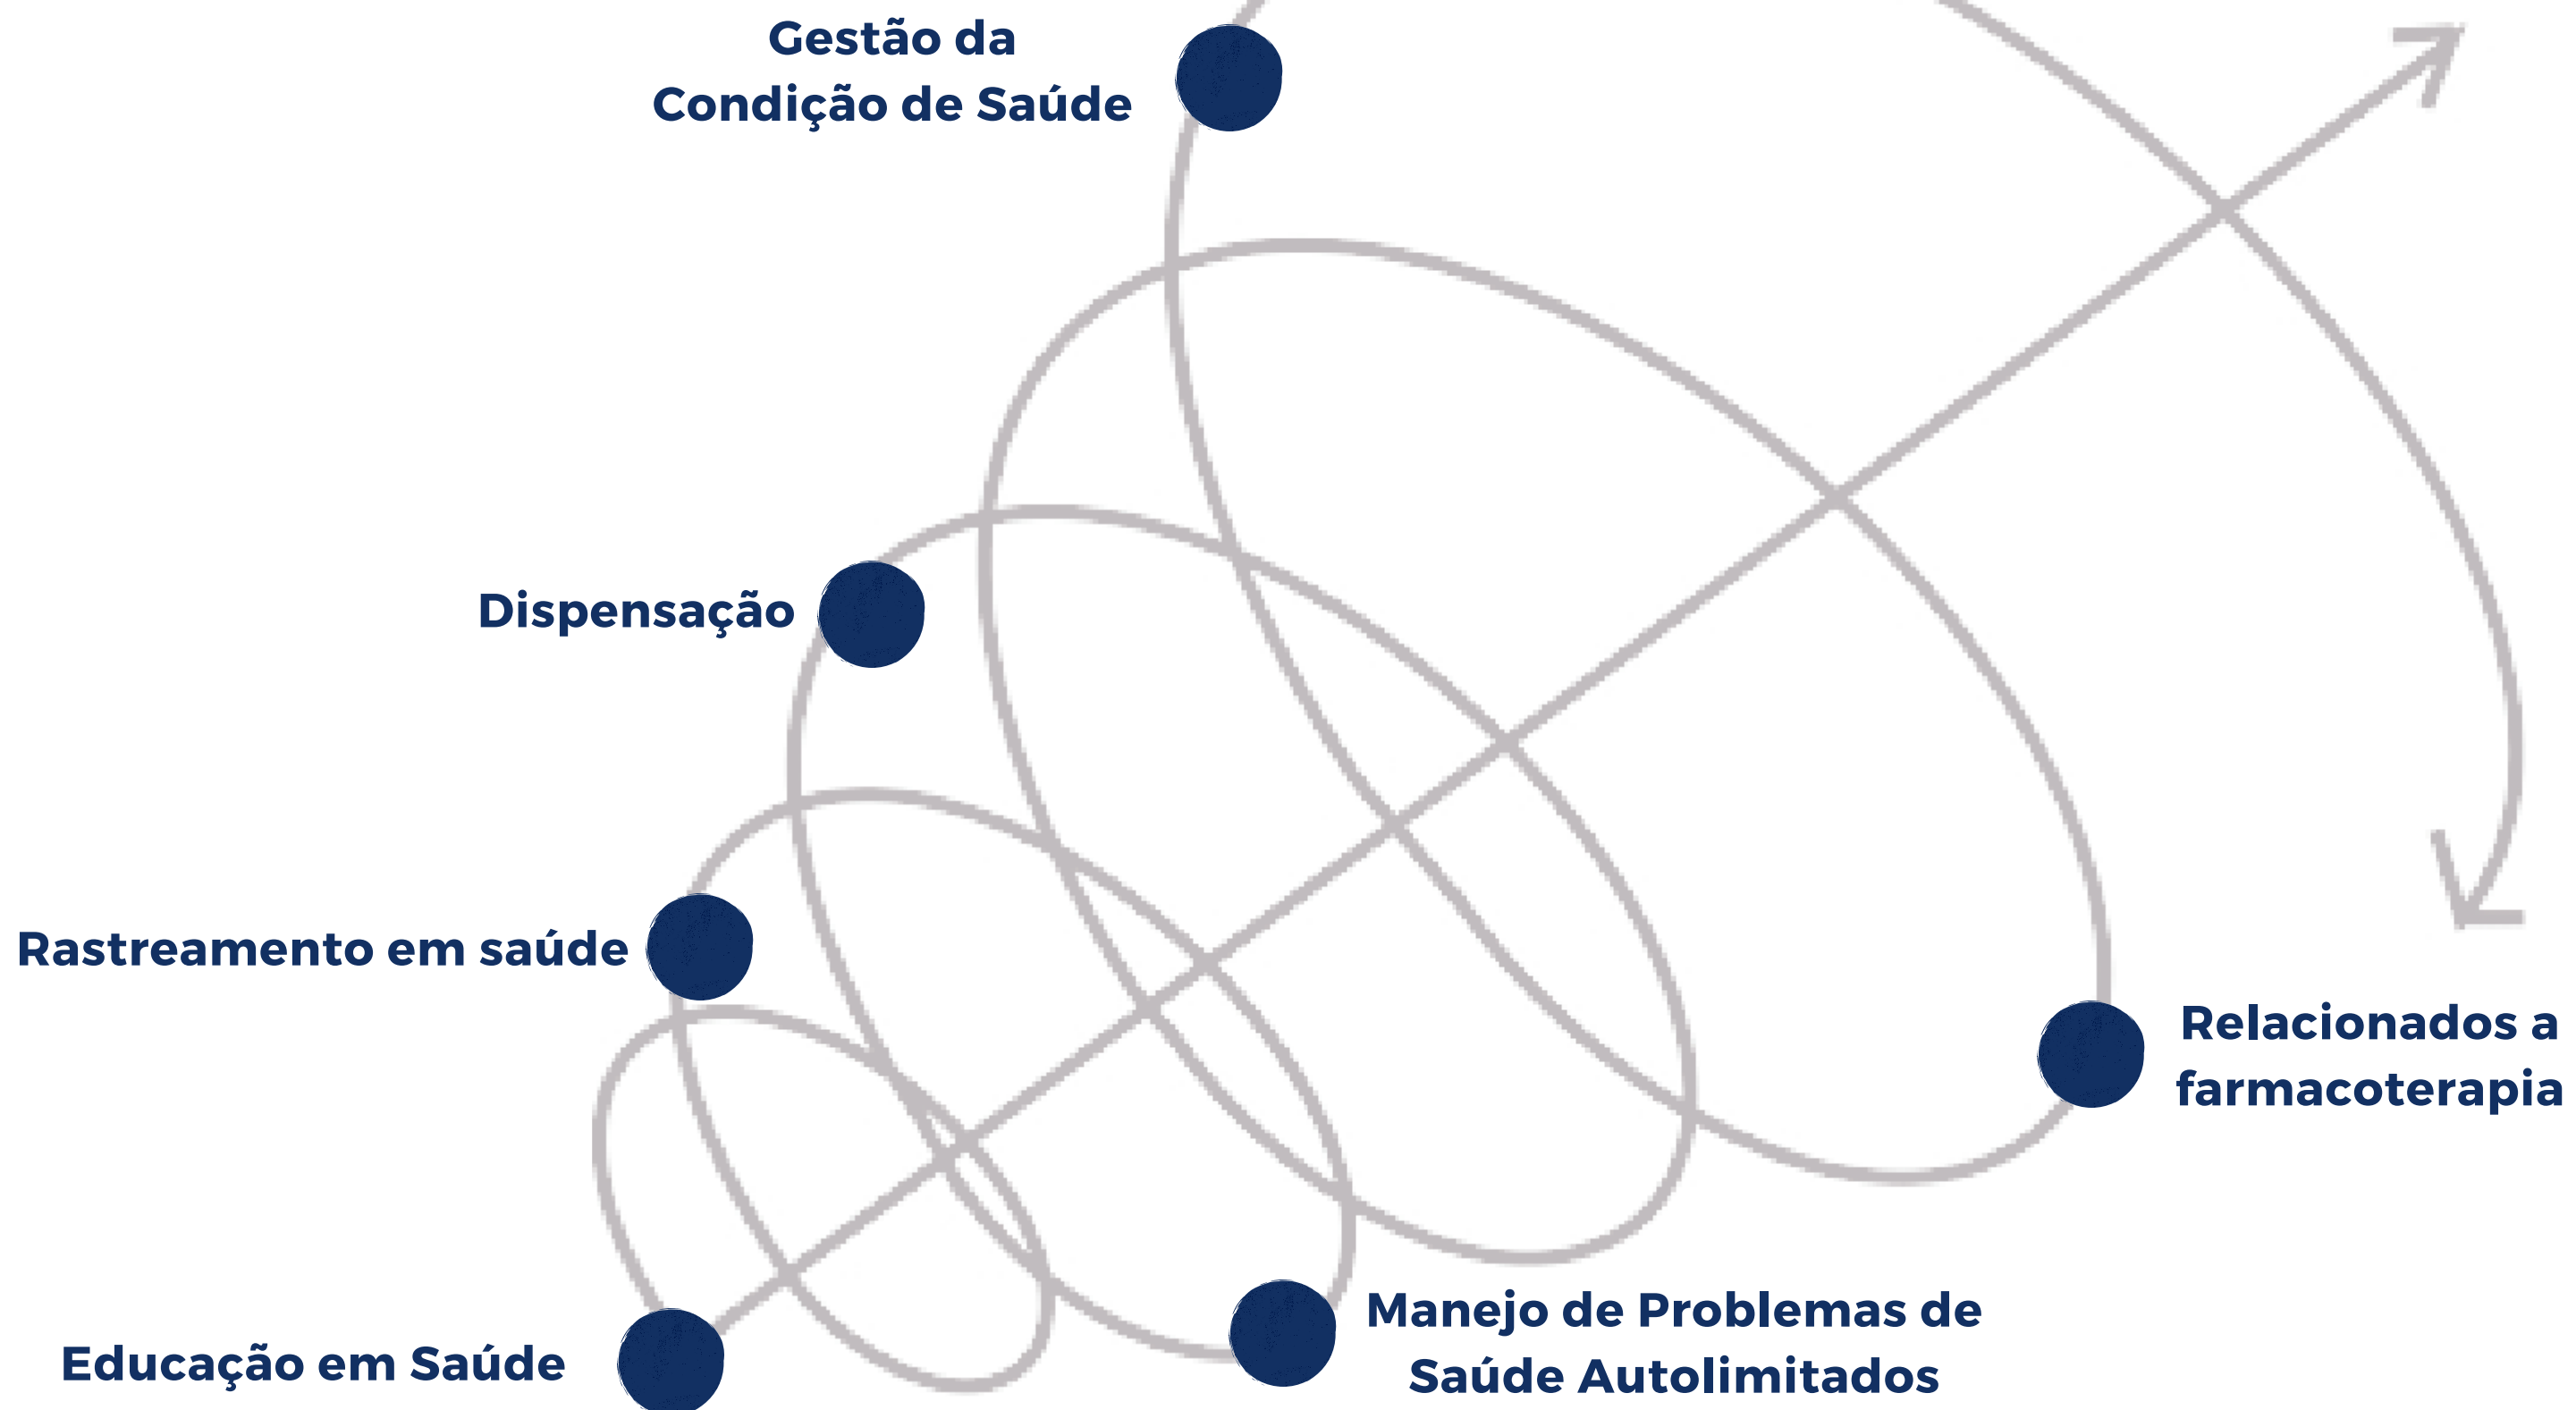 Gestão da
Condição de Saúde
Dispensação
Rastreamento em saúde
Relacionados a
farmacoterapia
Manejo de Problemas de
Saúde Autolimitados
Educação em Saúde